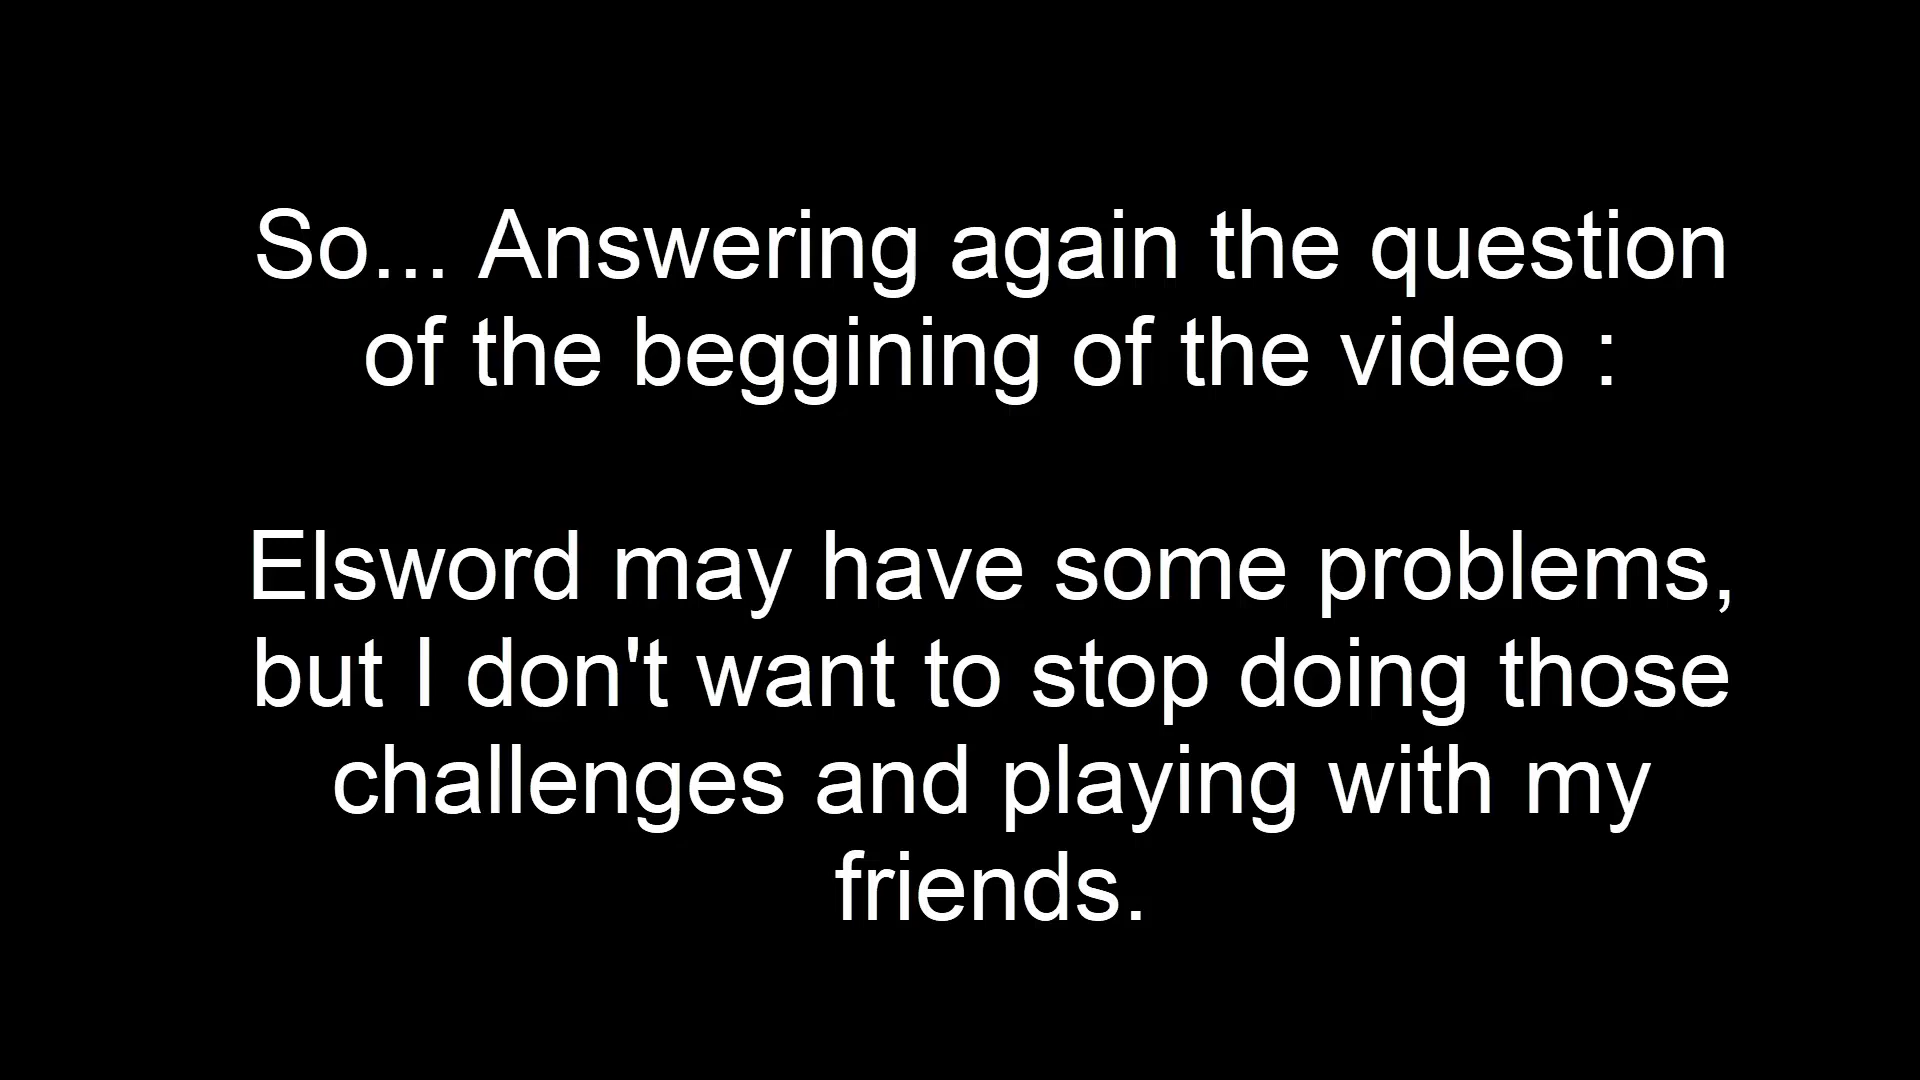 So... Answering again the question
of the beggining of the video :
Elsword may have some problems,
but I don't want to stop doing those
challenges and playing with my
friends.